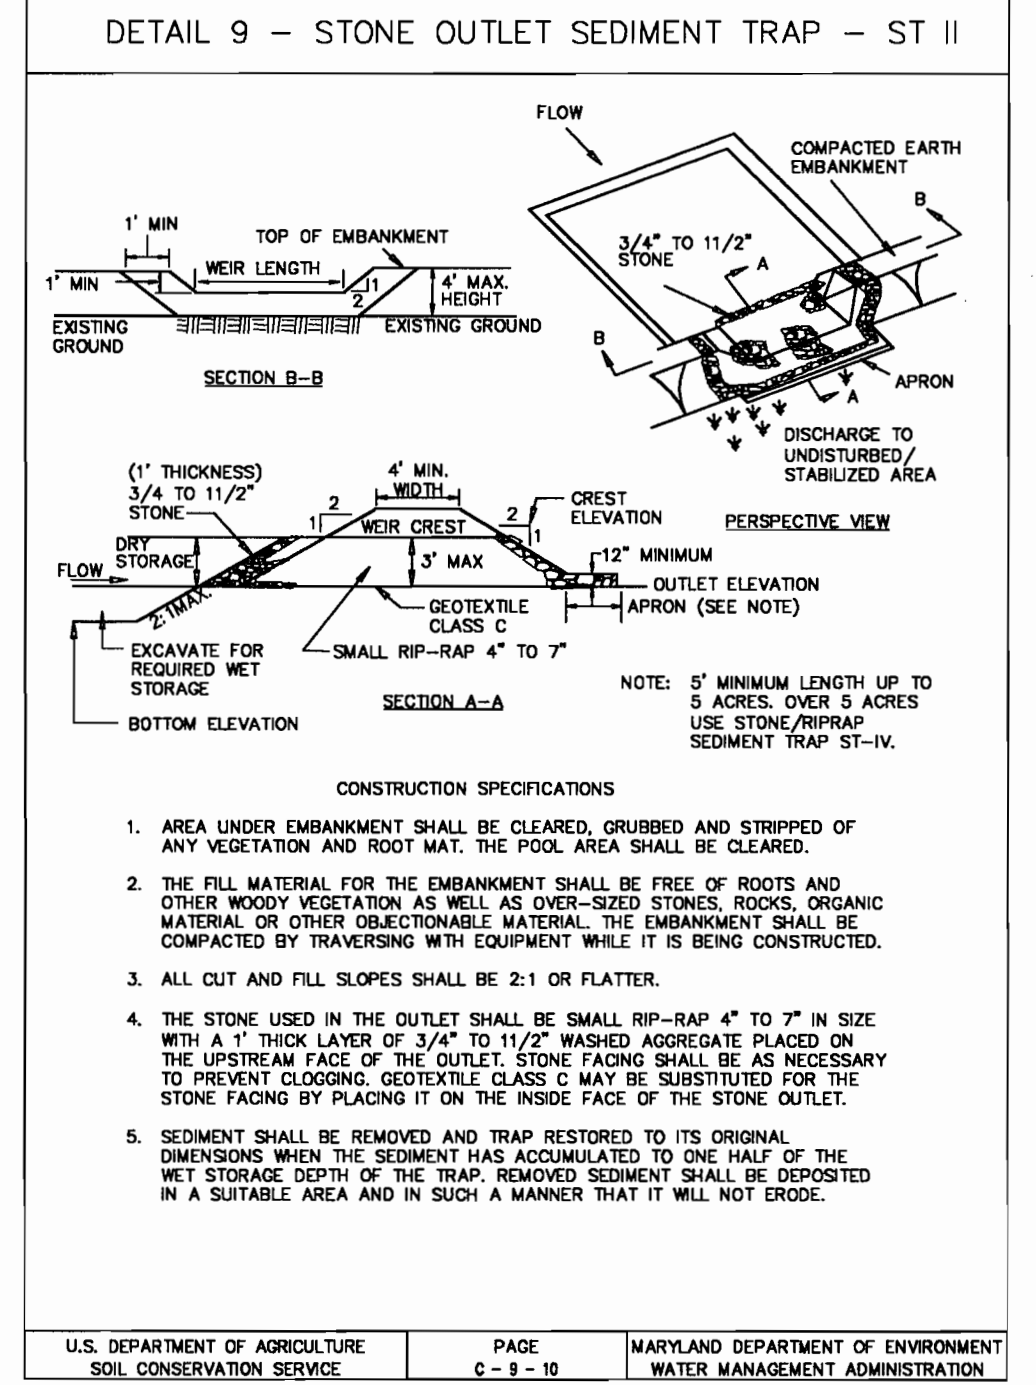 DETAIL 9 – STONE OUTLET SEDIMENT TRAP – ST II
FLOW
COMPACTED EARTH
EMBANKMENT
B
3/4" TO 11/2"
STONE
A
B
APRON
A
DISCHARGE TO
UNDISTURBED/
STABILIZED AREA
PERSPECTIVE VIEW
1' MIN
TOP OF EMBANKMENT
WEIR LENGTH
1' MIN
1
2
4' MAX.
HEIGHT
EXISTING
GROUND
EXISTING GROUND
SECTION B-B
(1' THICKNESS)
3/4 TO 11/2"
STONE
4' MIN.
WIDTH
2
1
WEIR CREST
2
1
CREST
ELEVATION
DRY
STORAGE
FLOW
3' MAX
12" MINIMUM
OUTLET ELEVATION
2:1MAX.
GEOTEXTILE
CLASS C
APRON (SEE NOTE)
EXCAVATE FOR
REQUIRED WET
STORAGE
SMALL RIP-RAP 4" TO 7"
BOTTOM ELEVATION
SECTION A-A
NOTE: 5' MINIMUM LENGTH UP TO
5 ACRES. OVER 5 ACRES
USE STONE/RIPRAP
SEDIMENT TRAP ST-IV.
CONSTRUCTION SPECIFICATIONS
1. AREA UNDER EMBANKMENT SHALL BE CLEARED, GRUBBED AND STRIPPED OF
ANY VEGETATION AND ROOT MAT. THE POOL AREA SHALL BE CLEARED.
2. THE FILL MATERIAL FOR THE EMBANKMENT SHALL BE FREE OF ROOTS AND
OTHER WOODY VEGETATION AS WELL AS OVER-SIZED STONES, ROCKS, ORGANIC
MATERIAL OR OTHER OBJECTIONABLE MATERIAL. THE EMBANKMENT SHALL BE
COMPACTED BY TRAVERSING WITH EQUIPMENT WHILE IT IS BEING CONSTRUCTED.
3. ALL CUT AND FILL SLOPES SHALL BE 2:1 OR FLATTER.
4. THE STONE USED IN THE OUTLET SHALL BE SMALL RIP-RAP 4" TO 7" IN SIZE
WITH A 1' THICK LAYER OF 3/4" TO 11/2" WASHED AGGREGATE PLACED ON
THE UPSTREAM FACE OF THE OUTLET. STONE FACING SHALL BE AS NECESSARY
TO PREVENT CLOGGING. GEOTEXTILE CLASS C MAY BE SUBSTITUTED FOR THE
STONE FACING BY PLACING IT ON THE INSIDE FACE OF THE STONE OUTLET.
5. SEDIMENT SHALL BE REMOVED AND TRAP RESTORED TO ITS ORIGINAL
DIMENSIONS WHEN THE SEDIMENT HAS ACCUMULATED TO ONE HALF OF THE
WET STORAGE DEPTH OF THE TRAP. REMOVED SEDIMENT SHALL BE DEPOSITED
IN A SUITABLE AREA AND IN SUCH A MANNER THAT IT WILL NOT ERODE.
U.S. DEPARTMENT OF AGRICULTURE
SOIL CONSERVATION SERVICE
PAGE
C - 9 - 10
MARYLAND DEPARTMENT OF ENVIRONMENT
WATER MANAGEMENT ADMINISTRATION